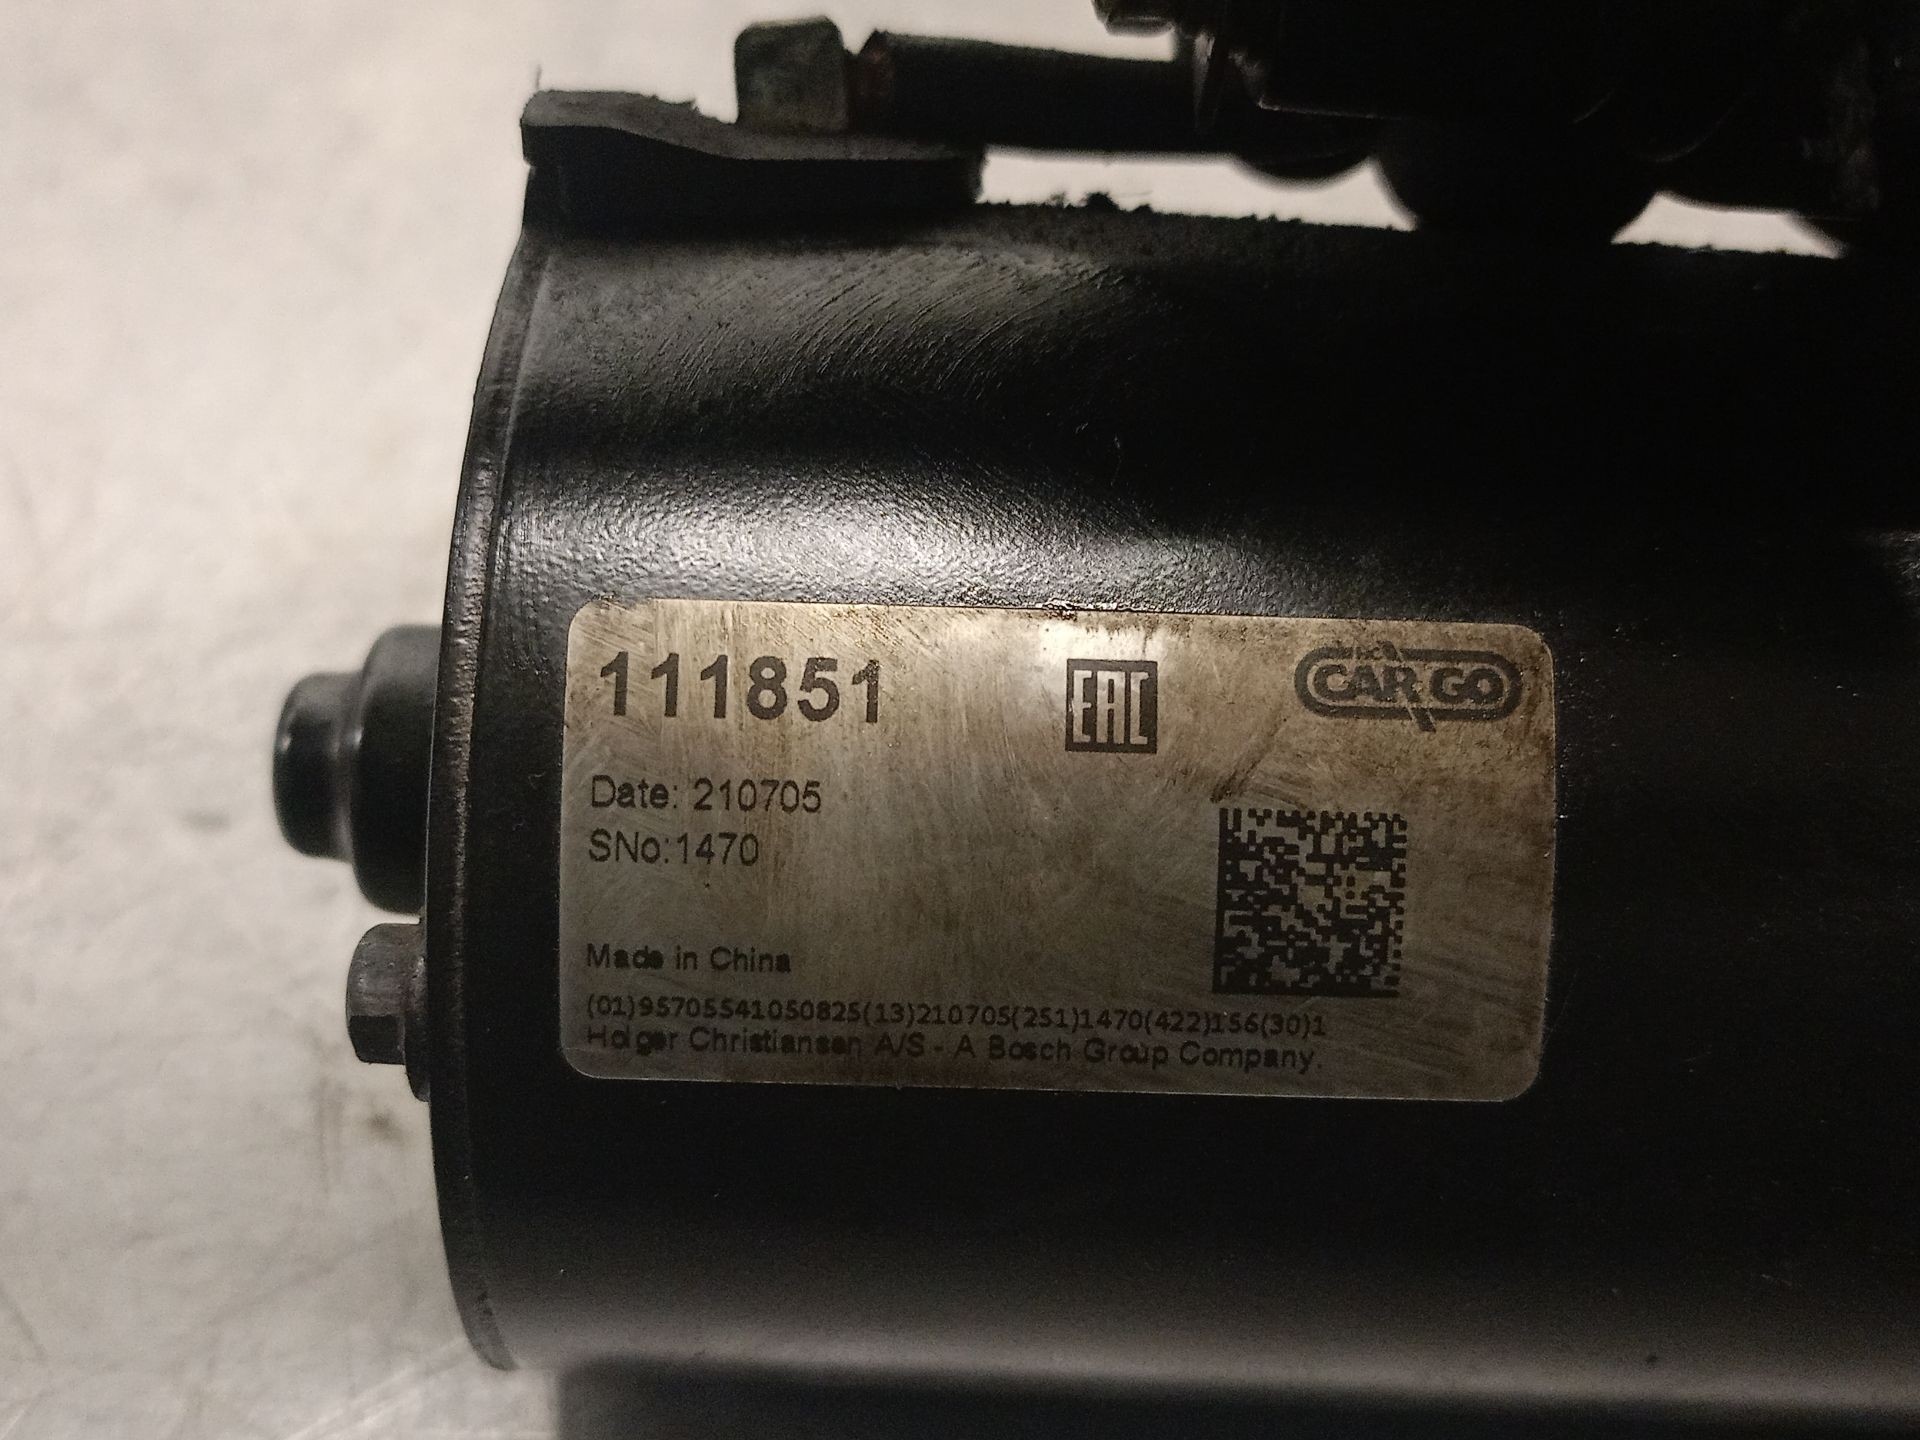 111851
EAC
HC
CARGO
Date: 210705
SNo:1470
Made in China
(01)95705541050825(13)210705(251)1470(422)156(30)1
Holger Christiansen A/S - A Bosch Group Company.